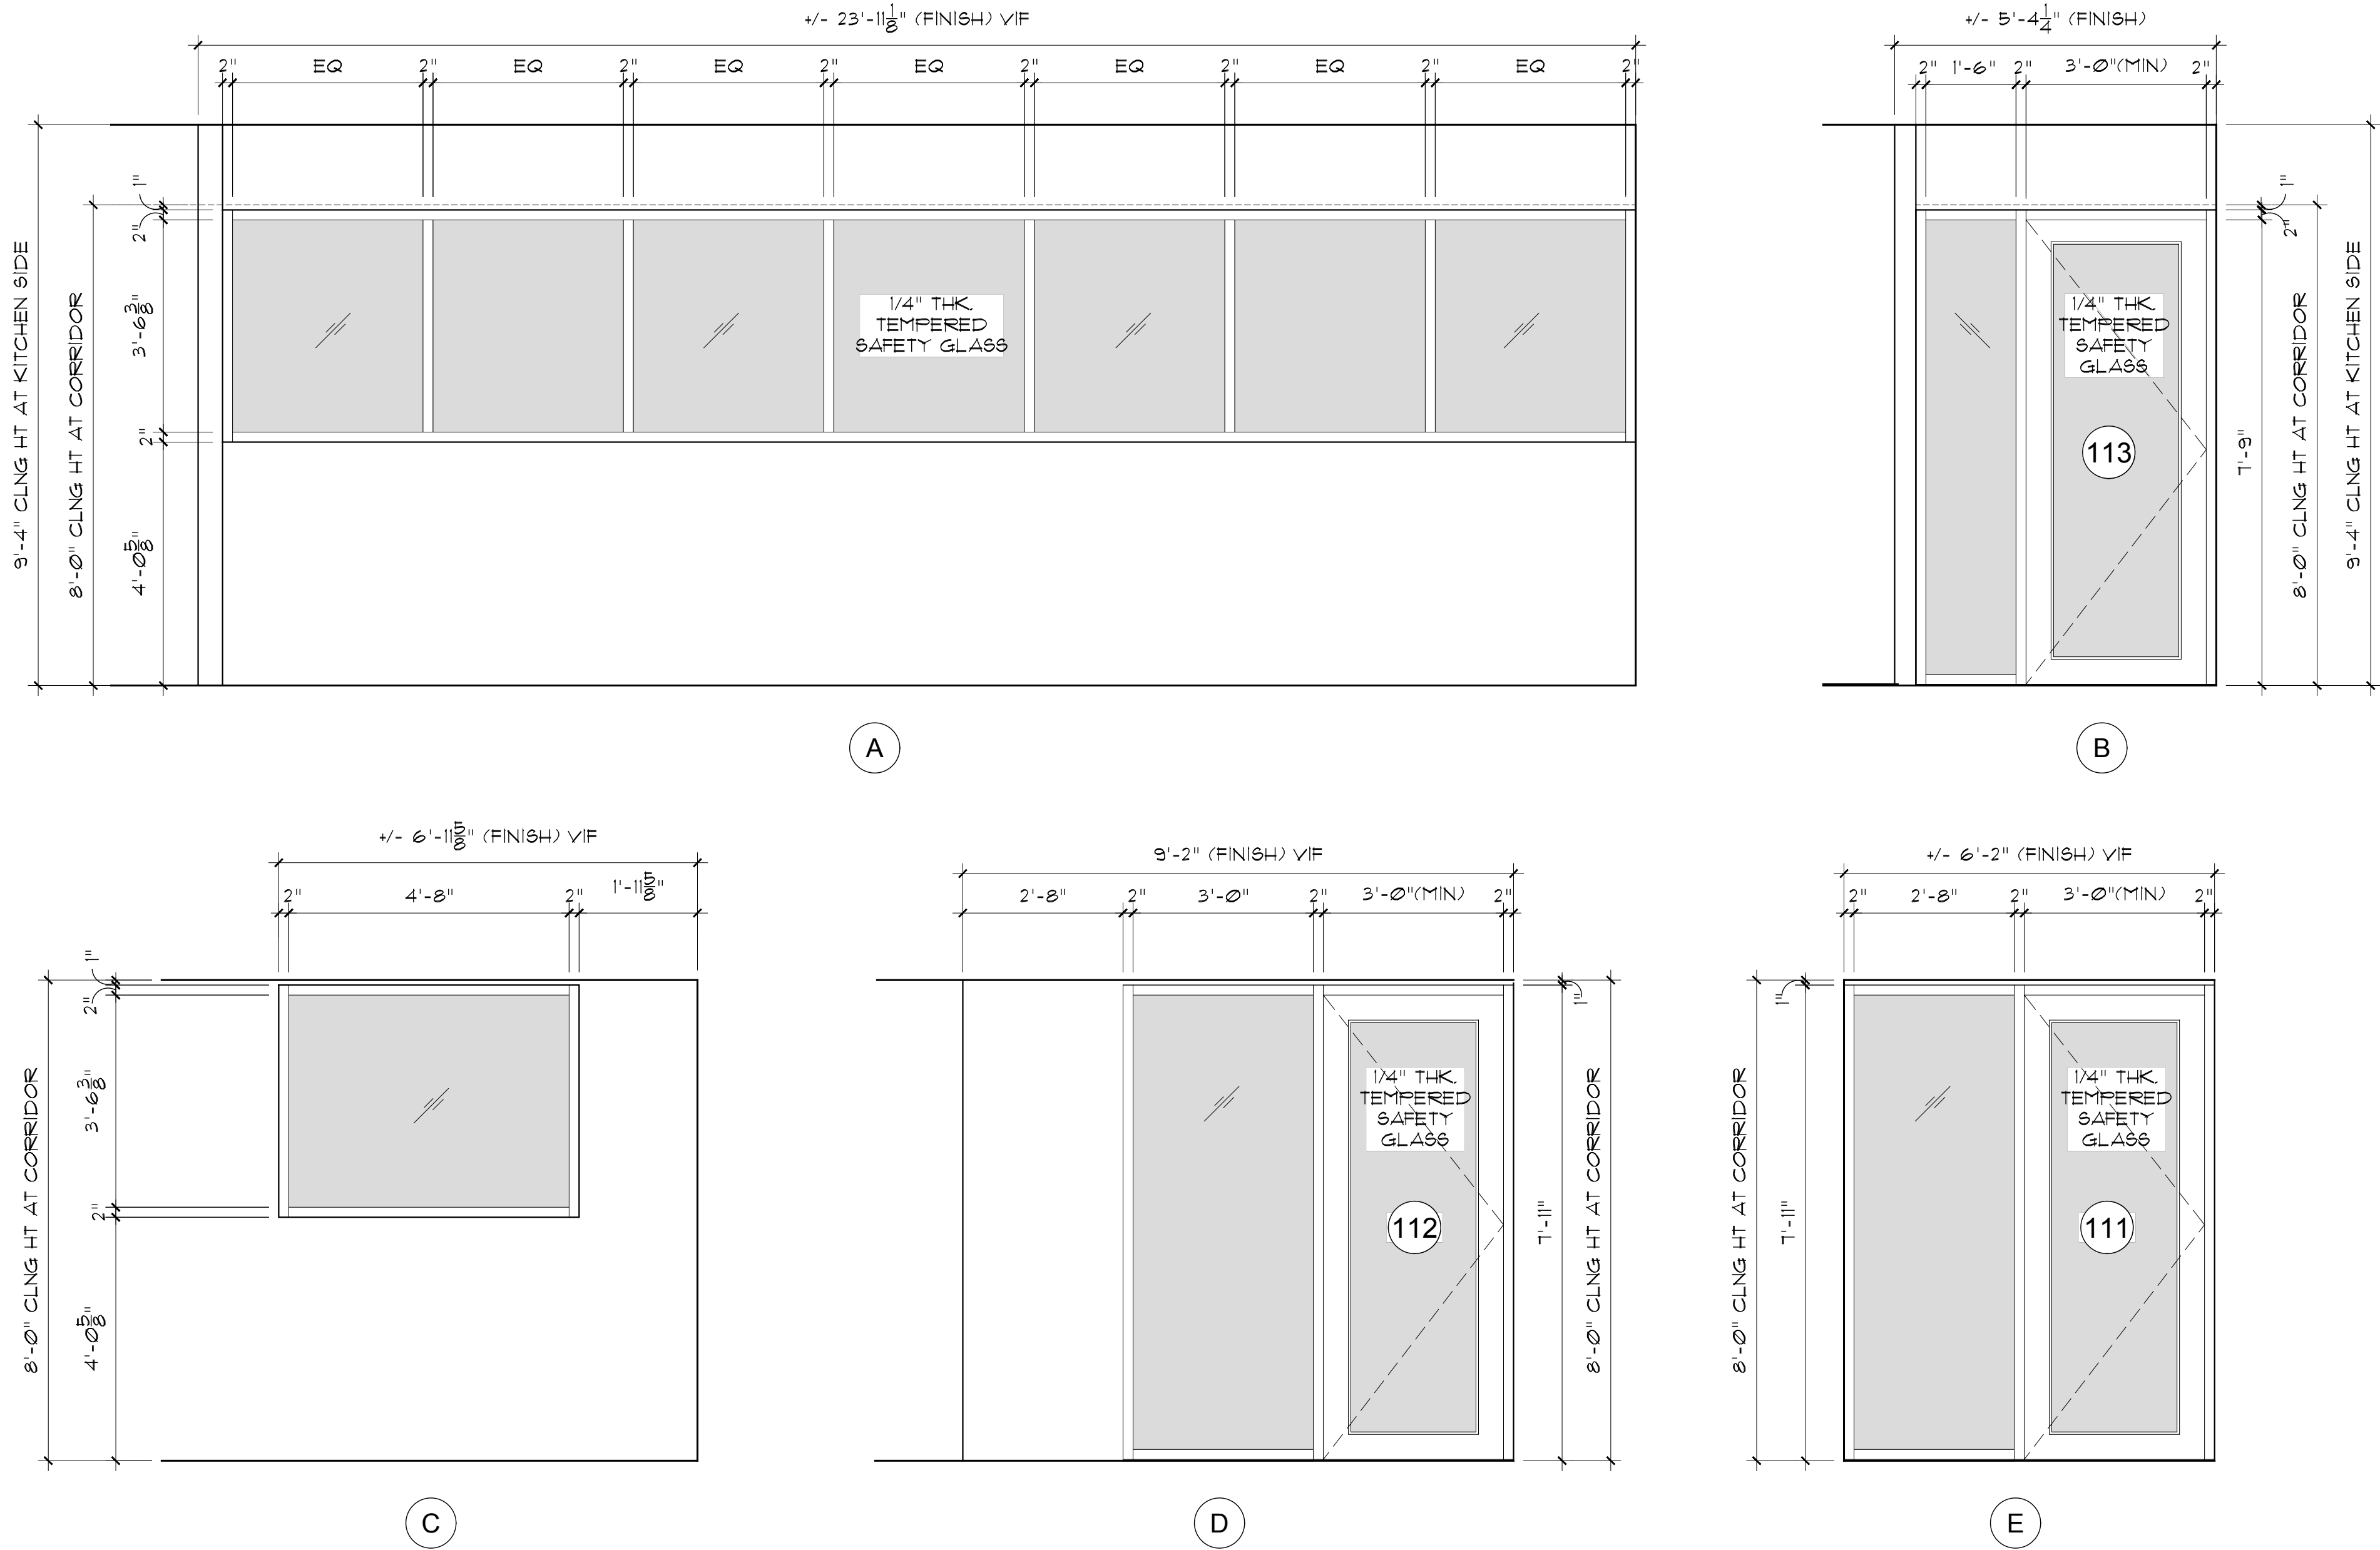 +/- 23'-11 1/8" (FINISH) VIF
2" EQ 2" EQ 2" EQ 2" EQ 2" EQ 2" EQ 2" EQ 2"
9'-4" CLNG HT AT KITCHEN SIDE
8'-0" CLNG HT AT CORRIDOR
1"
2"
3'-6 3/8"
2"
4'-0 5/8"
1/4" THK.
TEMPERED
SAFETY GLASS
A
+/- 5'-4 1/4" (FINISH)
2" 1'-6" 2" 3'-0"(MIN) 2"
1/4" THK.
TEMPERED
SAFETY
GLASS
113
1"
2"
7'-9"
8'-0" CLNG HT AT CORRIDOR
9'-4" CLNG HT AT KITCHEN SIDE
B
+/- 6'-11 5/8" (FINISH) VIF
2" 4'-8" 2" 1'-11 5/8"
8'-0" CLNG HT AT CORRIDOR
1"
2"
3'-6 3/8"
2"
4'-0 5/8"
C
9'-2" (FINISH) VIF
2'-8" 2" 3'-0" 2" 3'-0"(MIN) 2"
1/4" THK.
TEMPERED
SAFETY
GLASS
112
1"
7'-11"
8'-0" CLNG HT AT CORRIDOR
D
+/- 6'-2" (FINISH) VIF
2" 2'-8" 2" 3'-0"(MIN) 2"
8'-0" CLNG HT AT CORRIDOR
1"
7'-11"
1/4" THK.
TEMPERED
SAFETY
GLASS
111
E